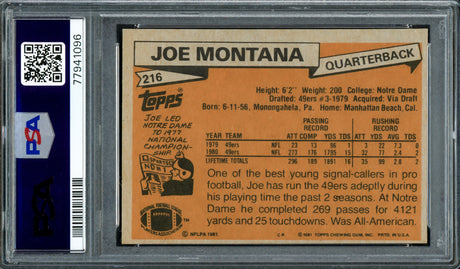 JOE MONTANA
QUARTERBACK
216
Topps
Height: 6'2" Weight: 200 College: Notre Dame
Drafted: 49ers #3-1979 Acquired: Via Draft
Born: 6-11-56, Monongahela, Pa. Home: Manhattan Beach, Cal.
JOE LED
NOTRE DAME
TO 1977
NATIONAL
CHAMPION-
SHIP.
PASSING RUSHING
RECORD RECORD
YEAR TEAM ATT COMP YDS TDS ATT YDS AVG TDS
1979 49ers NFL 23 13 96 1 3 22 7.3 0
1980 49ers NFL 273 176 1795 15 32 77 2.4 2
LIFETIME TOTALS 296 189 1891 16 35 99 2.8 2
One of the best young signal-callers in pro
football, Joe has run the 49ers adeptly during
his playing time the past 2 seasons. At Notre
Dame he completed 269 passes for 4121
yards and 25 touchdowns. Was All-American.
© NFLPA 1981
© 1981 TOPPS CHEWING GUM, INC. PRTD. IN U.S.A.
PSA
77941096